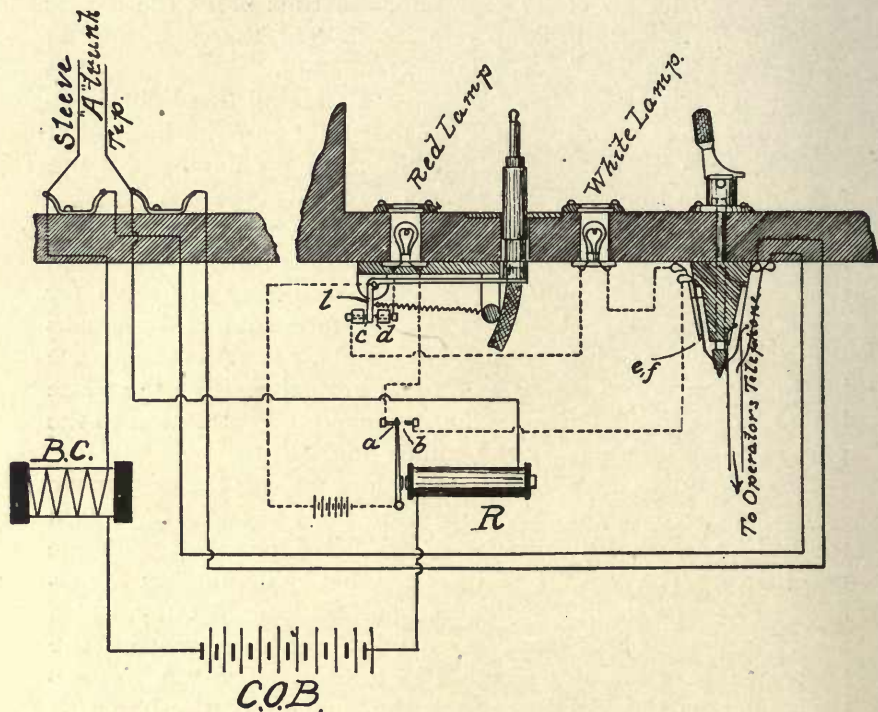 Sleeve
"A" trunk
Tip.
Red Lamp
White Lamp.
l
c
d
e,f
To Operators Telephone
a
b
B.C.
R
C.O.B.